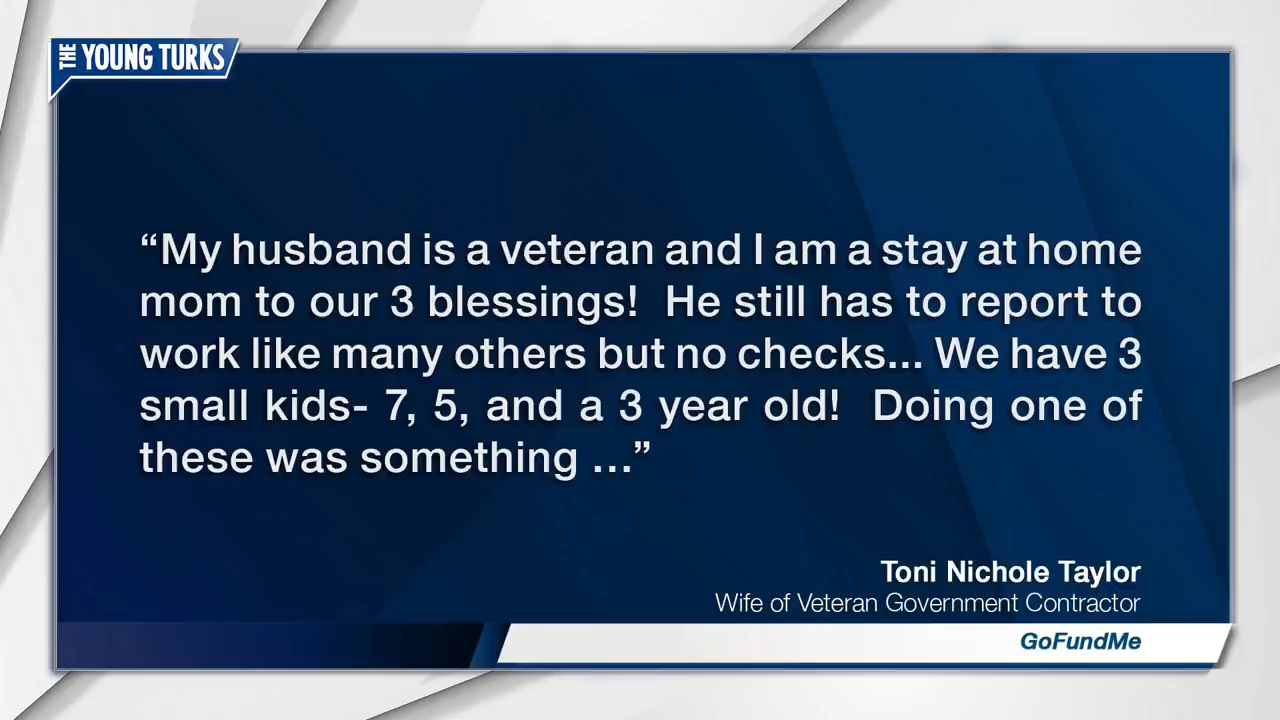 THE YOUNG TURKS
“My husband is a veteran and I am a stay at home
mom to our 3 blessings! He still has to report to
work like many others but no checks... We have 3
small kids- 7, 5, and a 3 year old! Doing one of
these was something ...”
Toni Nichole Taylor
Wife of Veteran Government Contractor
GoFundMe